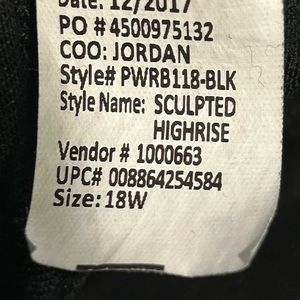 Date: 12/2017
PO # 4500975132
COO: JORDAN
Style# PWRB118-BLK
Style Name: SCULPTED
HIGHRISE
Vendor # 1000663
UPC# 008864254584
Size: 18W